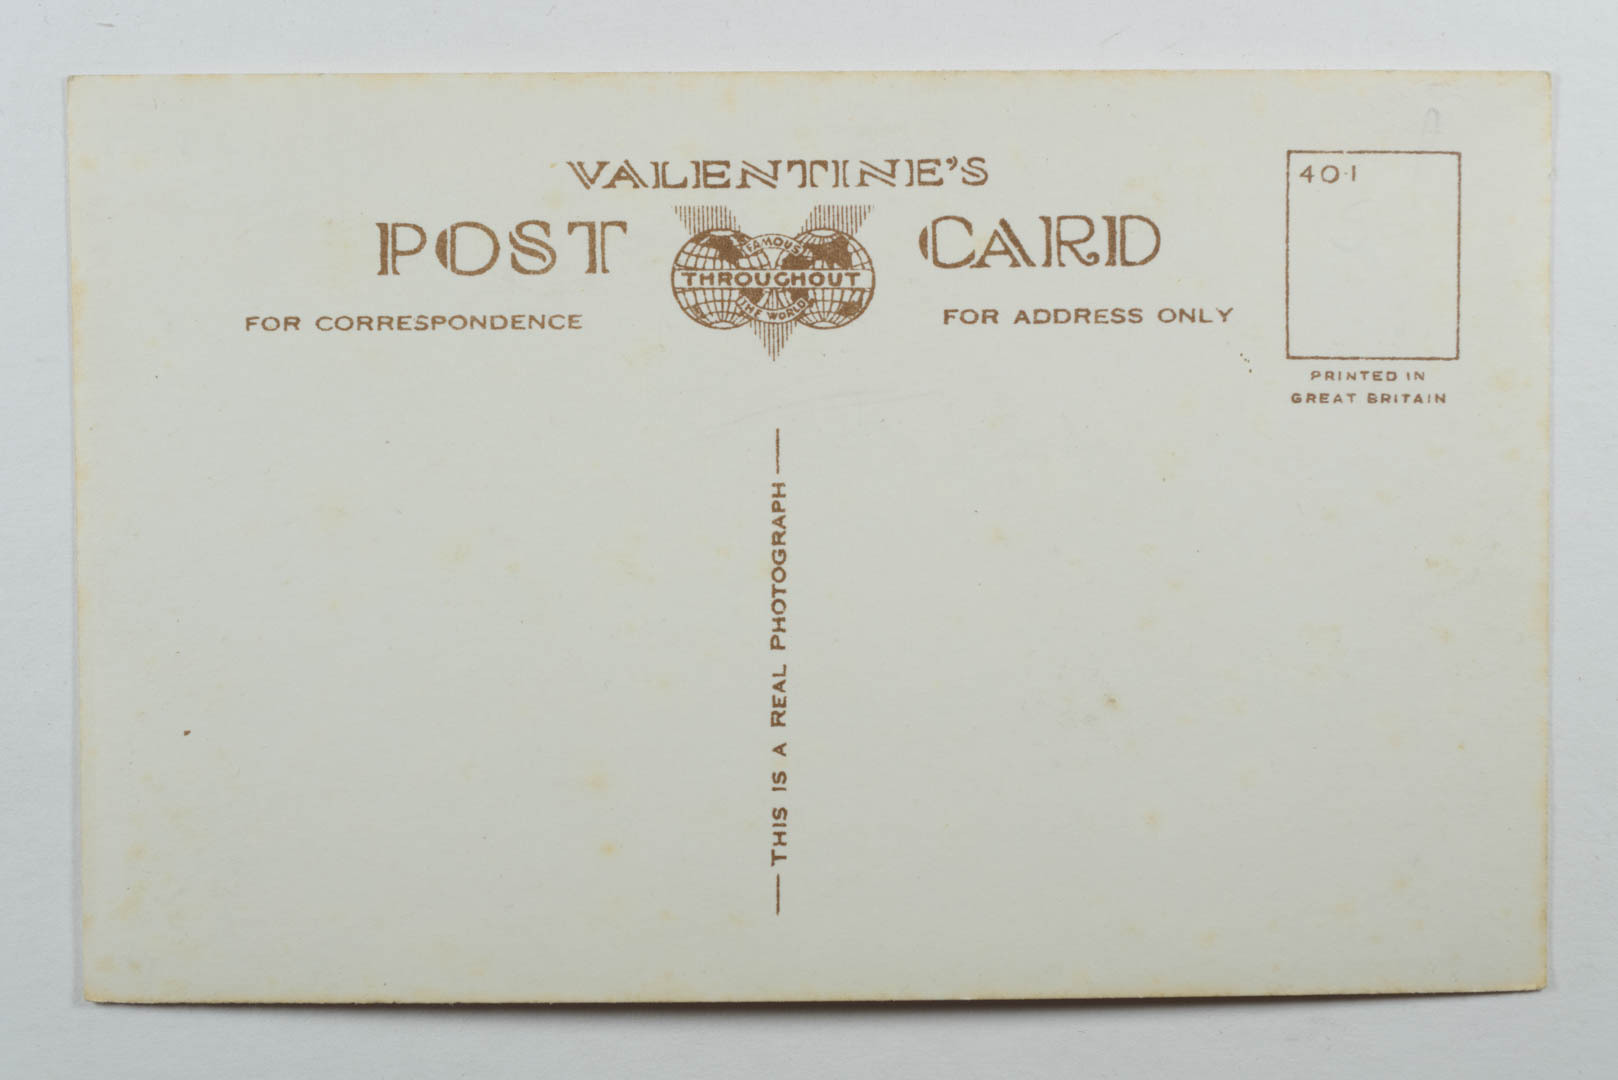 VALENTINE'S
POST CARD
FAMOUS
THROUGHOUT
THE WORLD
FOR CORRESPONDENCE
FOR ADDRESS ONLY
40·1
PRINTED IN
GREAT BRITAIN
THIS IS A REAL PHOTOGRAPH